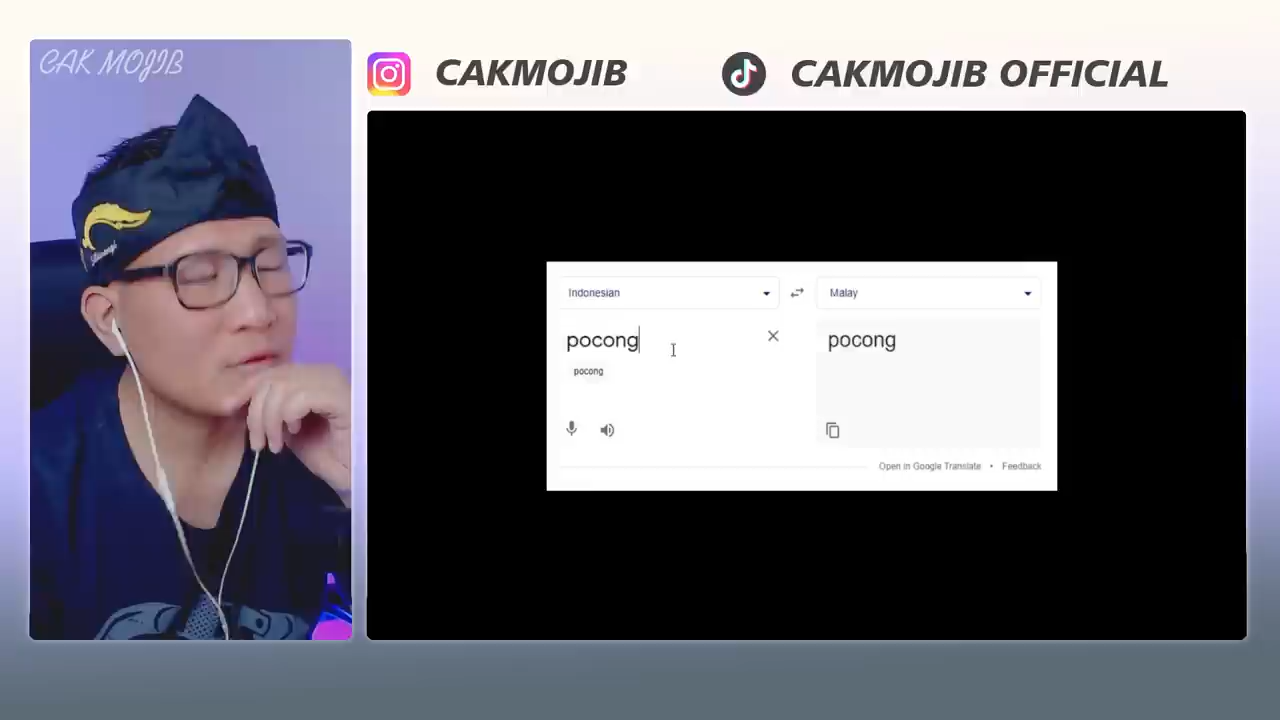 CAK MOJIB
CAKMOJIB
CAKMOJIB OFFICIAL
Indonesian
Malay
pocong
pocong
pocong
Open in Google Translate • Feedback